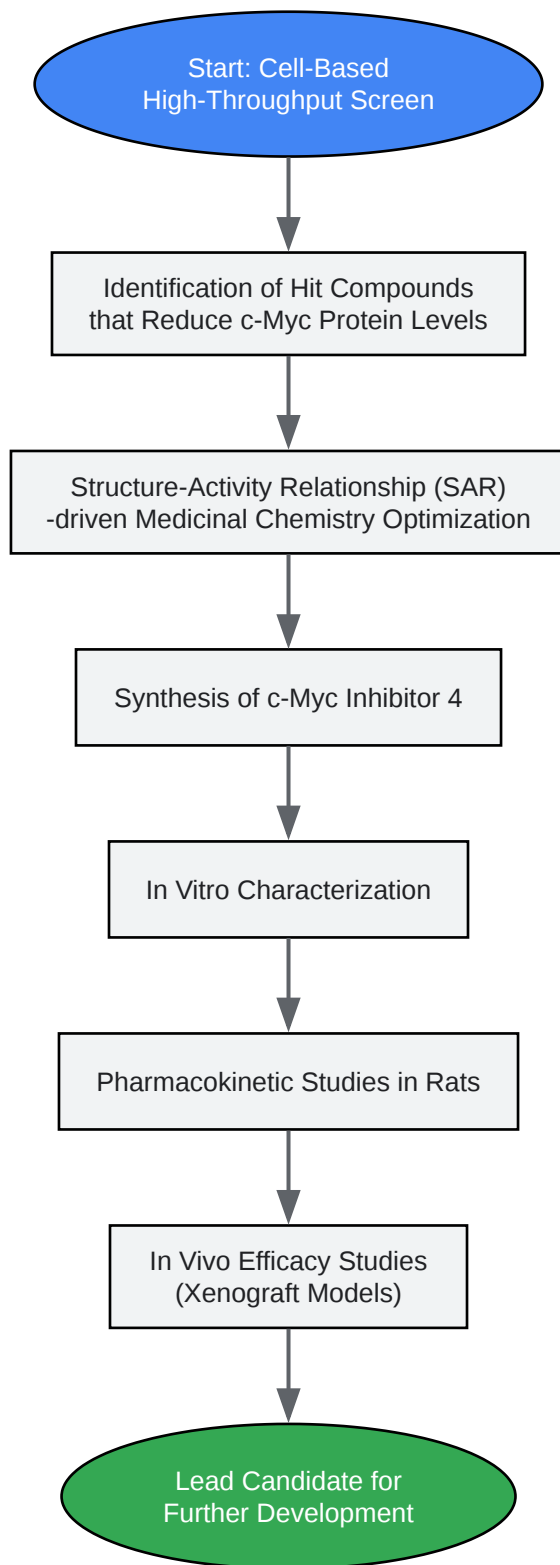 Start: Cell-Based
High-Throughput Screen
Identification of Hit Compounds
that Reduce c-Myc Protein Levels
Structure-Activity Relationship (SAR)
-driven Medicinal Chemistry Optimization
Synthesis of c-Myc Inhibitor 4
In Vitro Characterization
Pharmacokinetic Studies in Rats
In Vivo Efficacy Studies
(Xenograft Models)
Lead Candidate for
Further Development